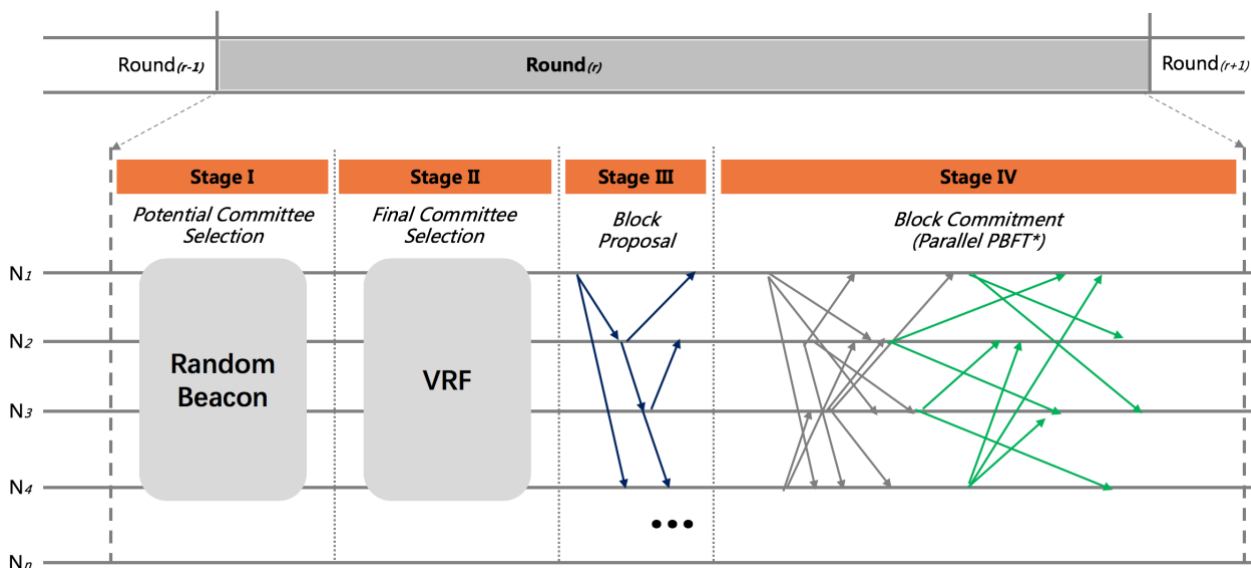 Round(r-1)
Round(r)
Round(r+1)
Stage I
Stage II
Stage III
Stage IV
Potential Committee
Selection
Final Committee
Selection
Block
Proposal
Block Commitment
(Parallel PBFT*)
N1
N2
N3
N4
Nn
Random
Beacon
VRF
•••